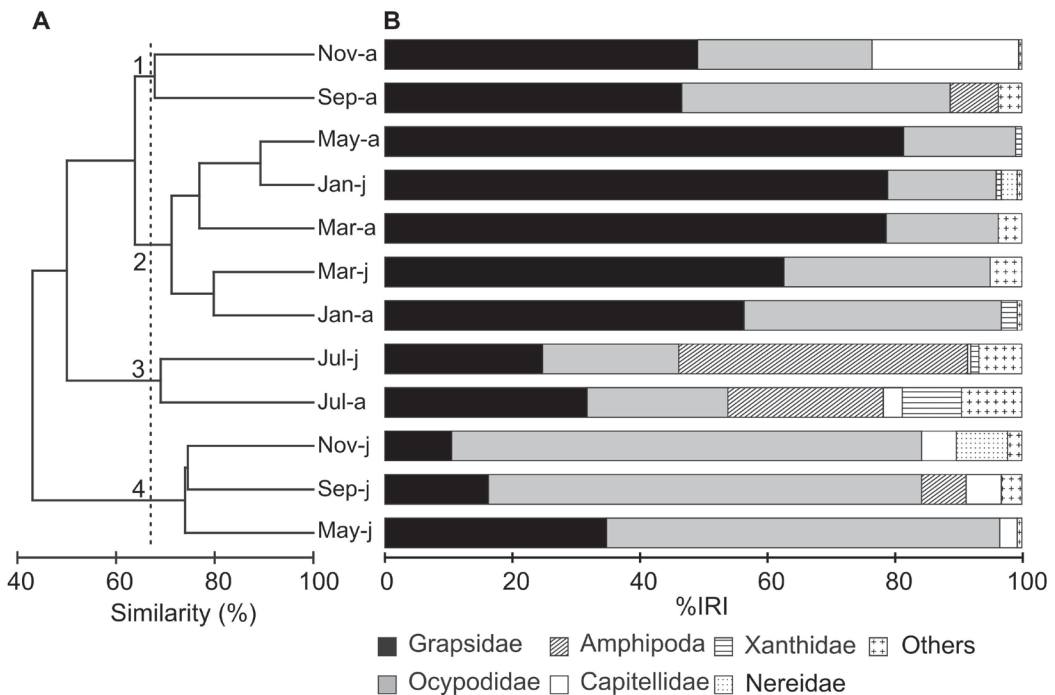 A B
1 Nov-a
Sep-a
May-a
Jan-j
Mar-a
2 Mar-j
Jan-a
3 Jul-j
Jul-a
Nov-j
4 Sep-j
May-j
40 60 80 100 0 20 40 60 80 100
Similarity (%) %IRI
Grapsidae Amphipoda Xanthidae Others
Ocypodidae Capitellidae Nereidae